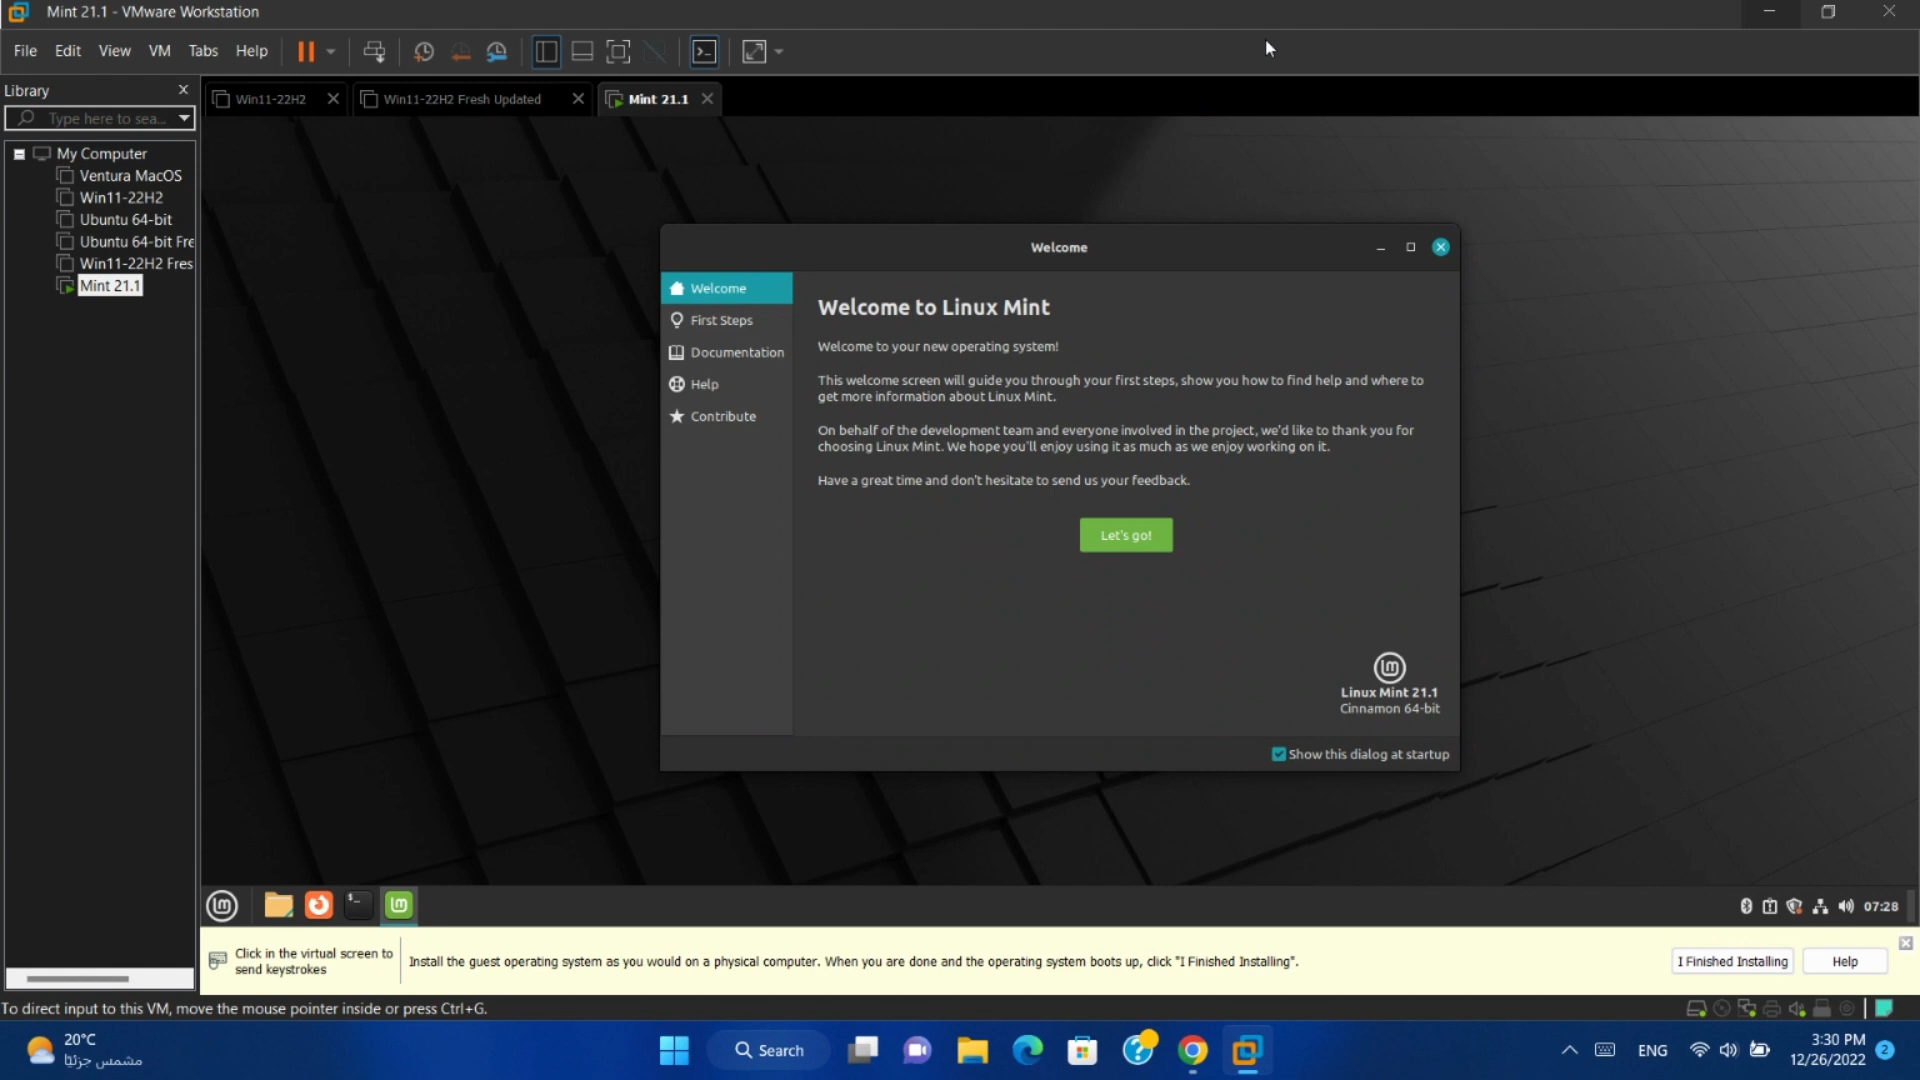 Mint 21.1 - VMware Workstation
File Edit View VM Tabs Help
Library
Type here to sea...
My Computer
Ventura MacOS
Win11-22H2
Ubuntu 64-bit
Ubuntu 64-bit Fre
Win11-22H2 Fres
Mint 21.1
Win11-22H2
Win11-22H2 Fresh Updated
Mint 21.1
Welcome
Welcome
First Steps
Documentation
Help
Contribute
Welcome to Linux Mint
Welcome to your new operating system!
This welcome screen will guide you through your first steps, show you how to find help and where to
get more information about Linux Mint.
On behalf of the development team and everyone involved in the project, we'd like to thank you for
choosing Linux Mint. We hope you'll enjoy using it as much as we enjoy working on it.
Have a great time and don't hesitate to send us your feedback.
Let's go!
Linux Mint 21.1
Cinnamon 64-bit
Show this dialog at startup
07:28
Click in the virtual screen to
send keystrokes
Install the guest operating system as you would on a physical computer. When you are done and the operating system boots up, click "I Finished Installing".
I Finished Installing
Help
To direct input to this VM, move the mouse pointer inside or press Ctrl+G.
20°C
مشمس جزئيًا
Search
ENG
3:30 PM
12/26/2022
2